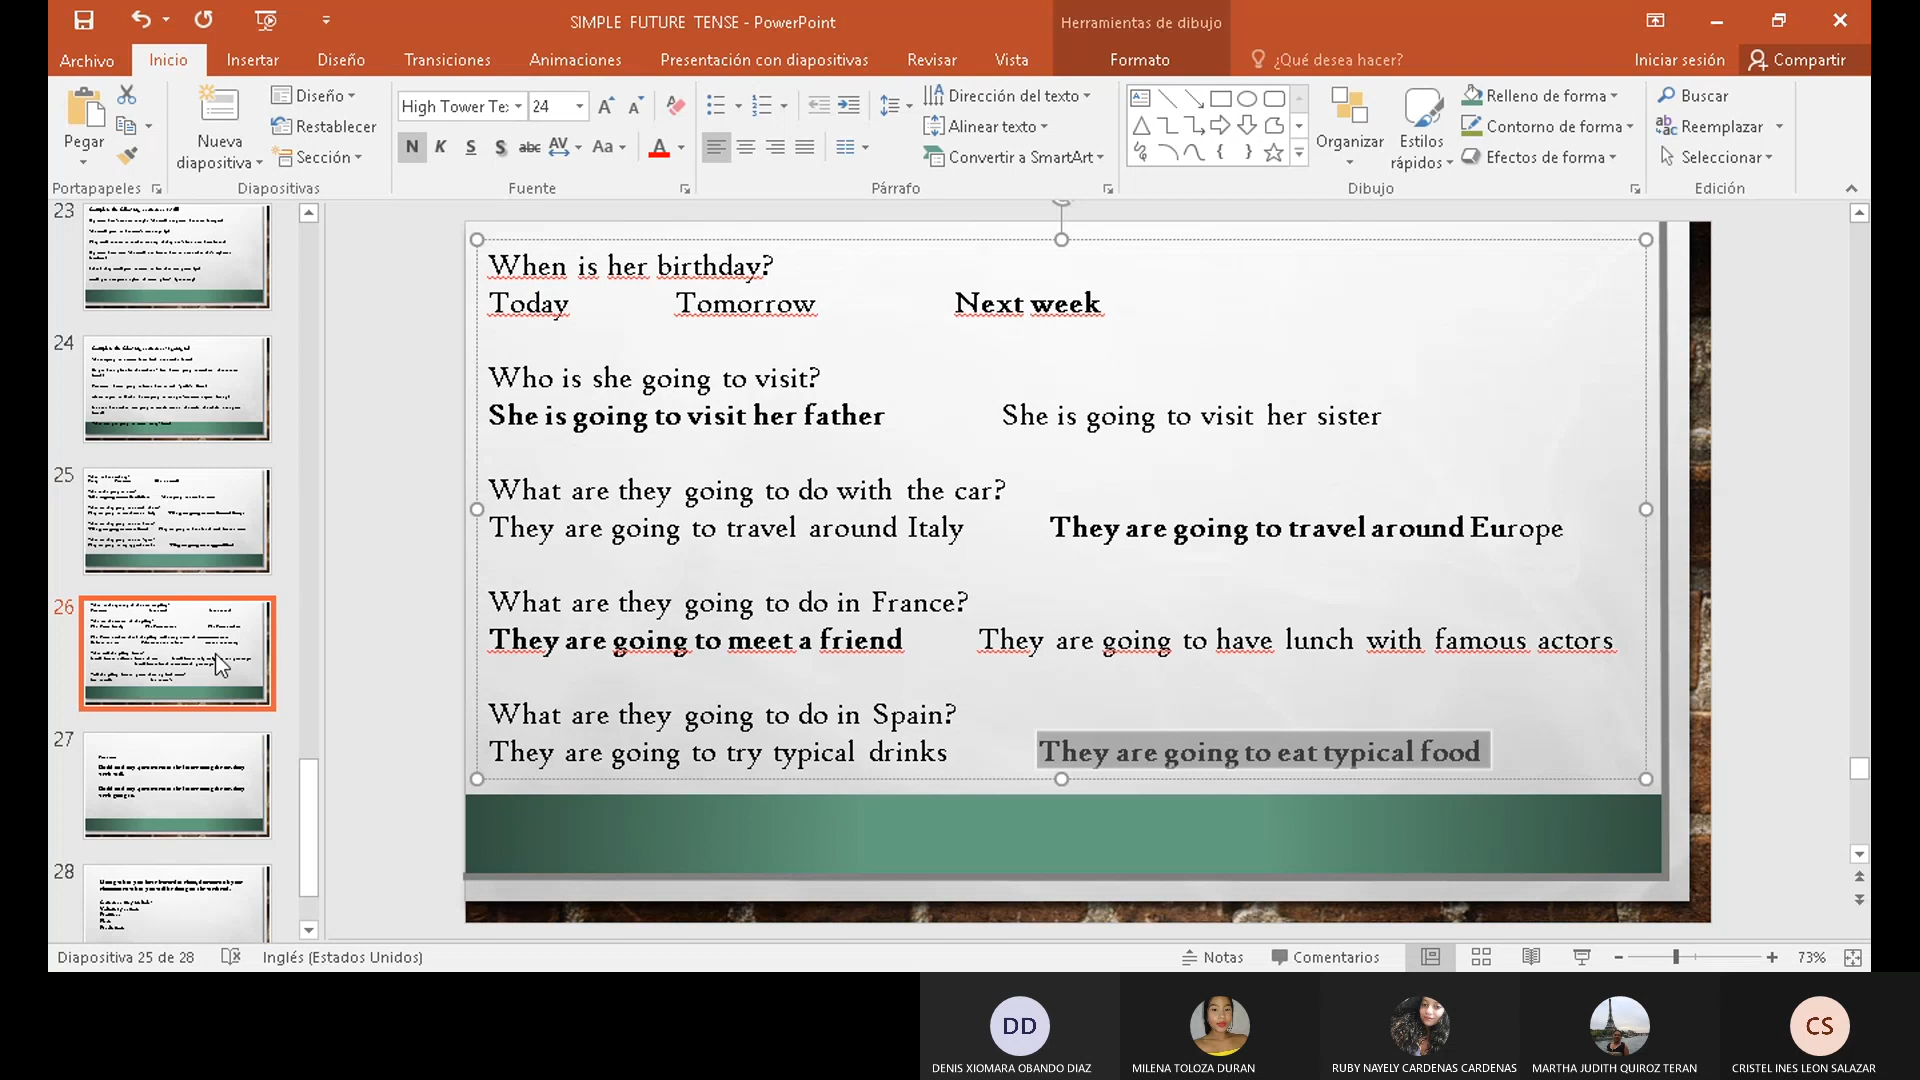 SIMPLE FUTURE TENSE - PowerPoint
Herramientas de dibujo
Archivo Inicio Insertar Diseño Transiciones Animaciones Presentación con diapositivas Revisar Vista Formato ¿Qué desea hacer? Iniciar sesión Compartir
Pegar
Portapapeles
Nueva diapositiva
Diseño
Restablecer
Sección
Diapositivas
High Tower Te: 24
N K S S abc AV Aa A
Fuente
Dirección del texto
Alinear texto
Convertir a SmartArt
Párrafo
Organizar
Estilos rápidos
Relleno de forma
Contorno de forma
Efectos de forma
Dibujo
Buscar
Reemplazar
Seleccionar
Edición
23
24
25
26
27
28
When is her birthday?
Today Tomorrow Next week
Who is she going to visit?
She is going to visit her father She is going to visit her sister
What are they going to do with the car?
They are going to travel around Italy They are going to travel around Europe
What are they going to do in France?
They are going to meet a friend They are going to have lunch with famous actors
What are they going to do in Spain?
They are going to try typical drinks They are going to eat typical food
Diapositiva 25 de 28 Inglés (Estados Unidos) Notas Comentarios 73%
DD
CS
DENIS XIOMARA OBANDO DIAZ
MILENA TOLOZA DURAN
RUBY NAYELY CARDENAS CARDENAS
MARTHA JUDITH QUIROZ TERAN
CRISTEL INES LEON SALAZAR